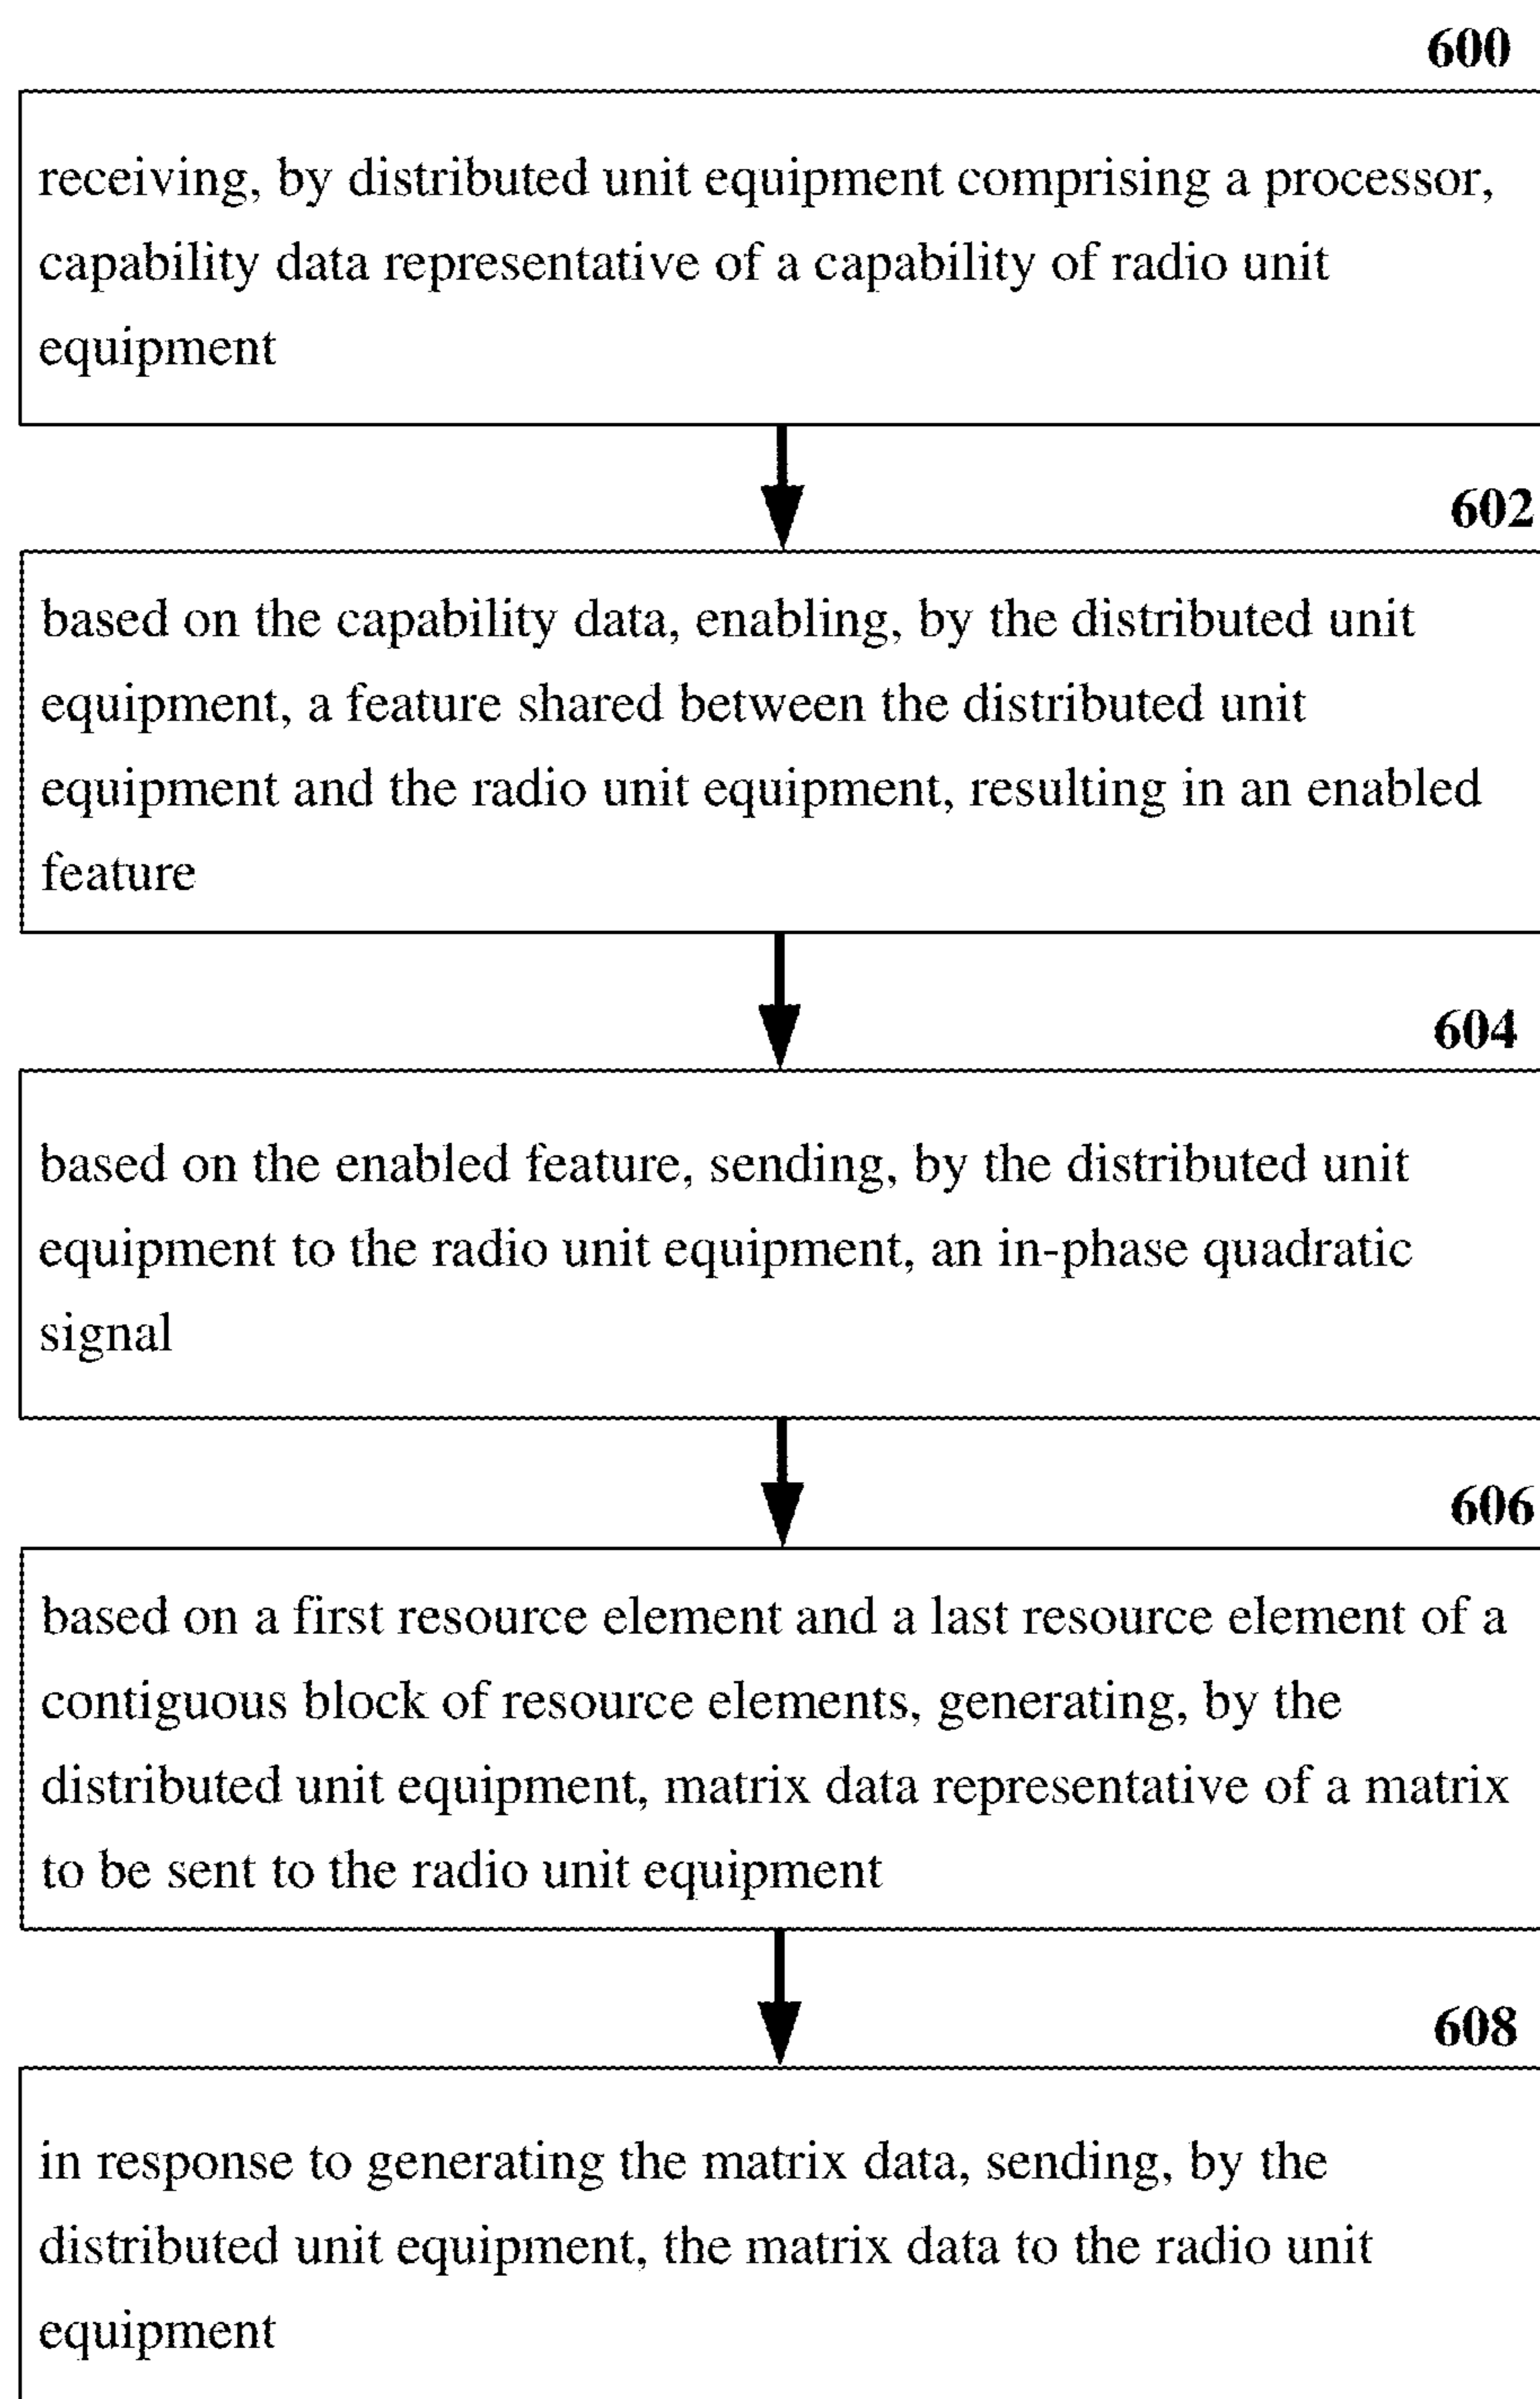 600
receiving, by distributed unit equipment comprising a processor,
capability data representative of a capability of radio unit
equipment
602
based on the capability data, enabling, by the distributed unit
equipment, a feature shared between the distributed unit
equipment and the radio unit equipment, resulting in an enabled
feature
604
based on the enabled feature, sending, by the distributed unit
equipment to the radio unit equipment, an in-phase quadratic
signal
606
based on a first resource element and a last resource element of a
contiguous block of resource elements, generating, by the
distributed unit equipment, matrix data representative of a matrix
to be sent to the radio unit equipment
608
in response to generating the matrix data, sending, by the
distributed unit equipment, the matrix data to the radio unit
equipment